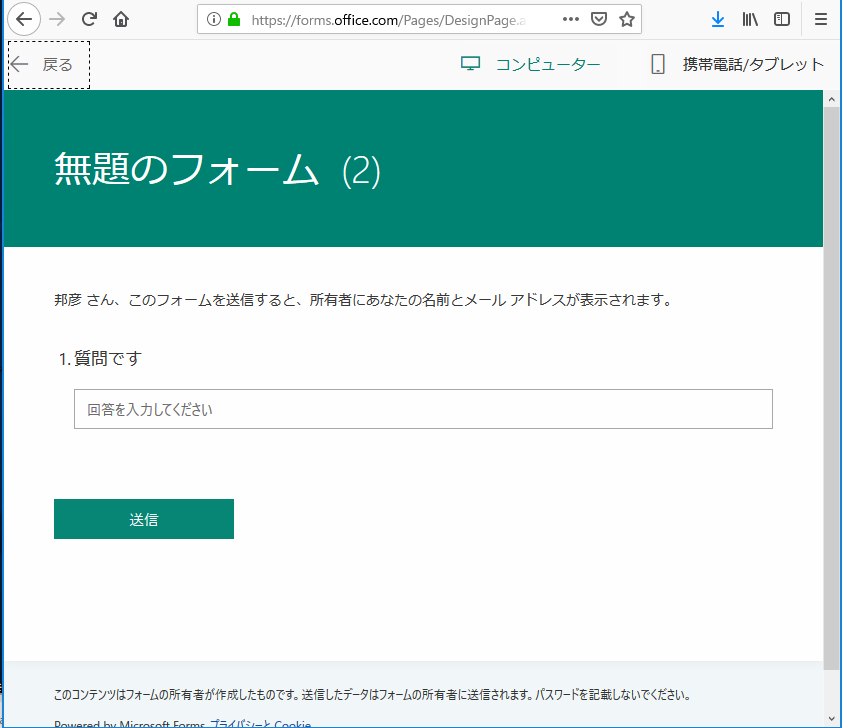 https://forms.office.com/Pages/DesignPage.a
戻る
コンピューター
携帯電話/タブレット
無題のフォーム (2)
邦彦 さん、このフォームを送信すると、所有者にあなたの名前とメール アドレスが表示されます。
1. 質問です
回答を入力してください
送信
このコンテンツはフォームの所有者が作成したものです。送信したデータはフォームの所有者に送信されます。パスワードを記載しないでください。
Powered by Microsoft Forms プライバシーと Cookie